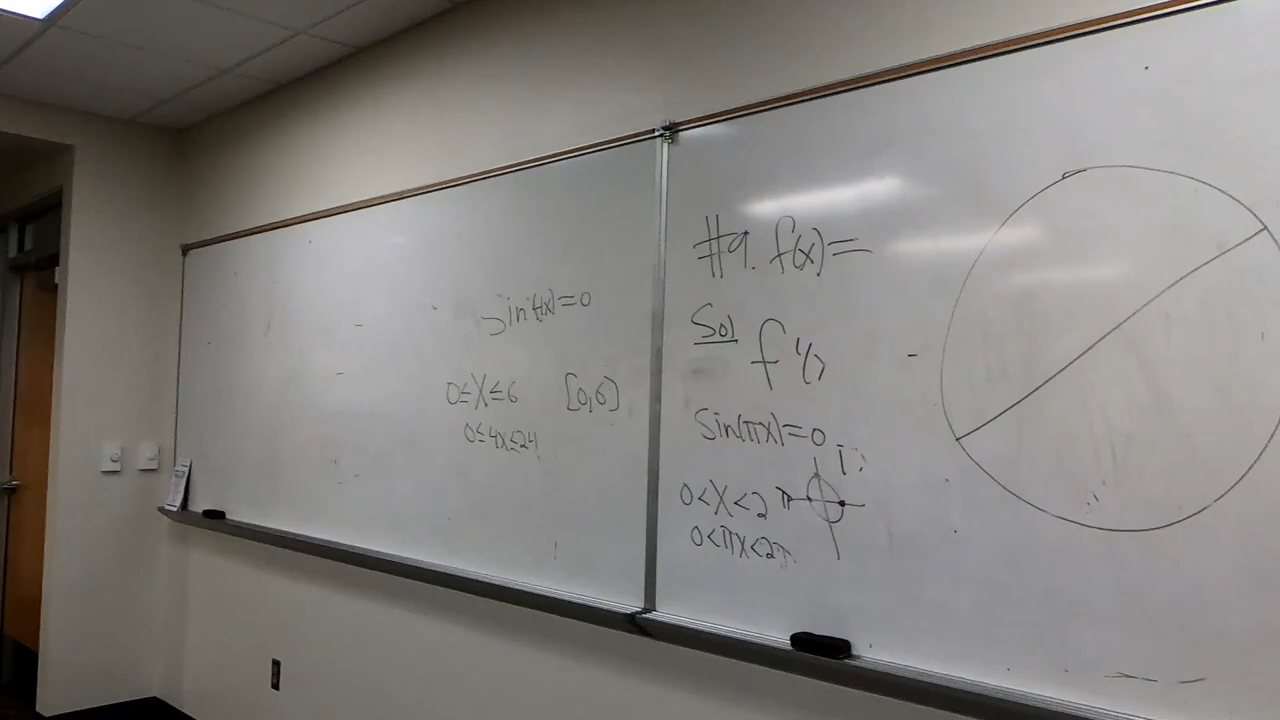 sin(4x)=0
0≤X≤6 [0,6]
0≤4x≤24
#9. f(x)=
Sol f'()
Sin(πx)=0
0<X<2 π
0<πX<2π